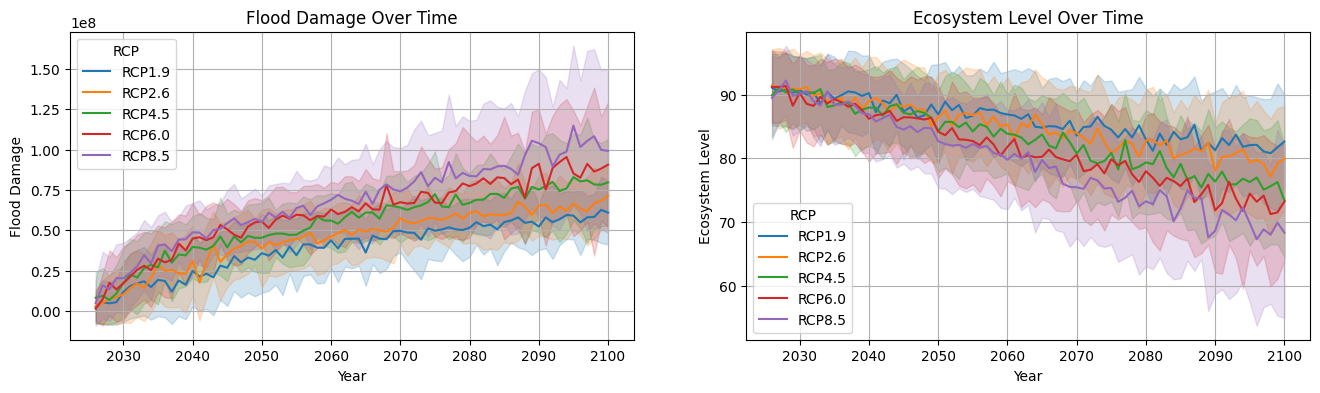 Flood Damage Over Time
1e8
RCP
RCP1.9
RCP2.6
RCP4.5
RCP6.0
RCP8.5
1.50
1.25
1.00
0.75
0.50
0.25
0.00
Flood Damage
2030 2040 2050 2060 2070 2080 2090 2100
Year
Ecosystem Level Over Time
90
80
70
60
Ecosystem Level
RCP
RCP1.9
RCP2.6
RCP4.5
RCP6.0
RCP8.5
2030 2040 2050 2060 2070 2080 2090 2100
Year